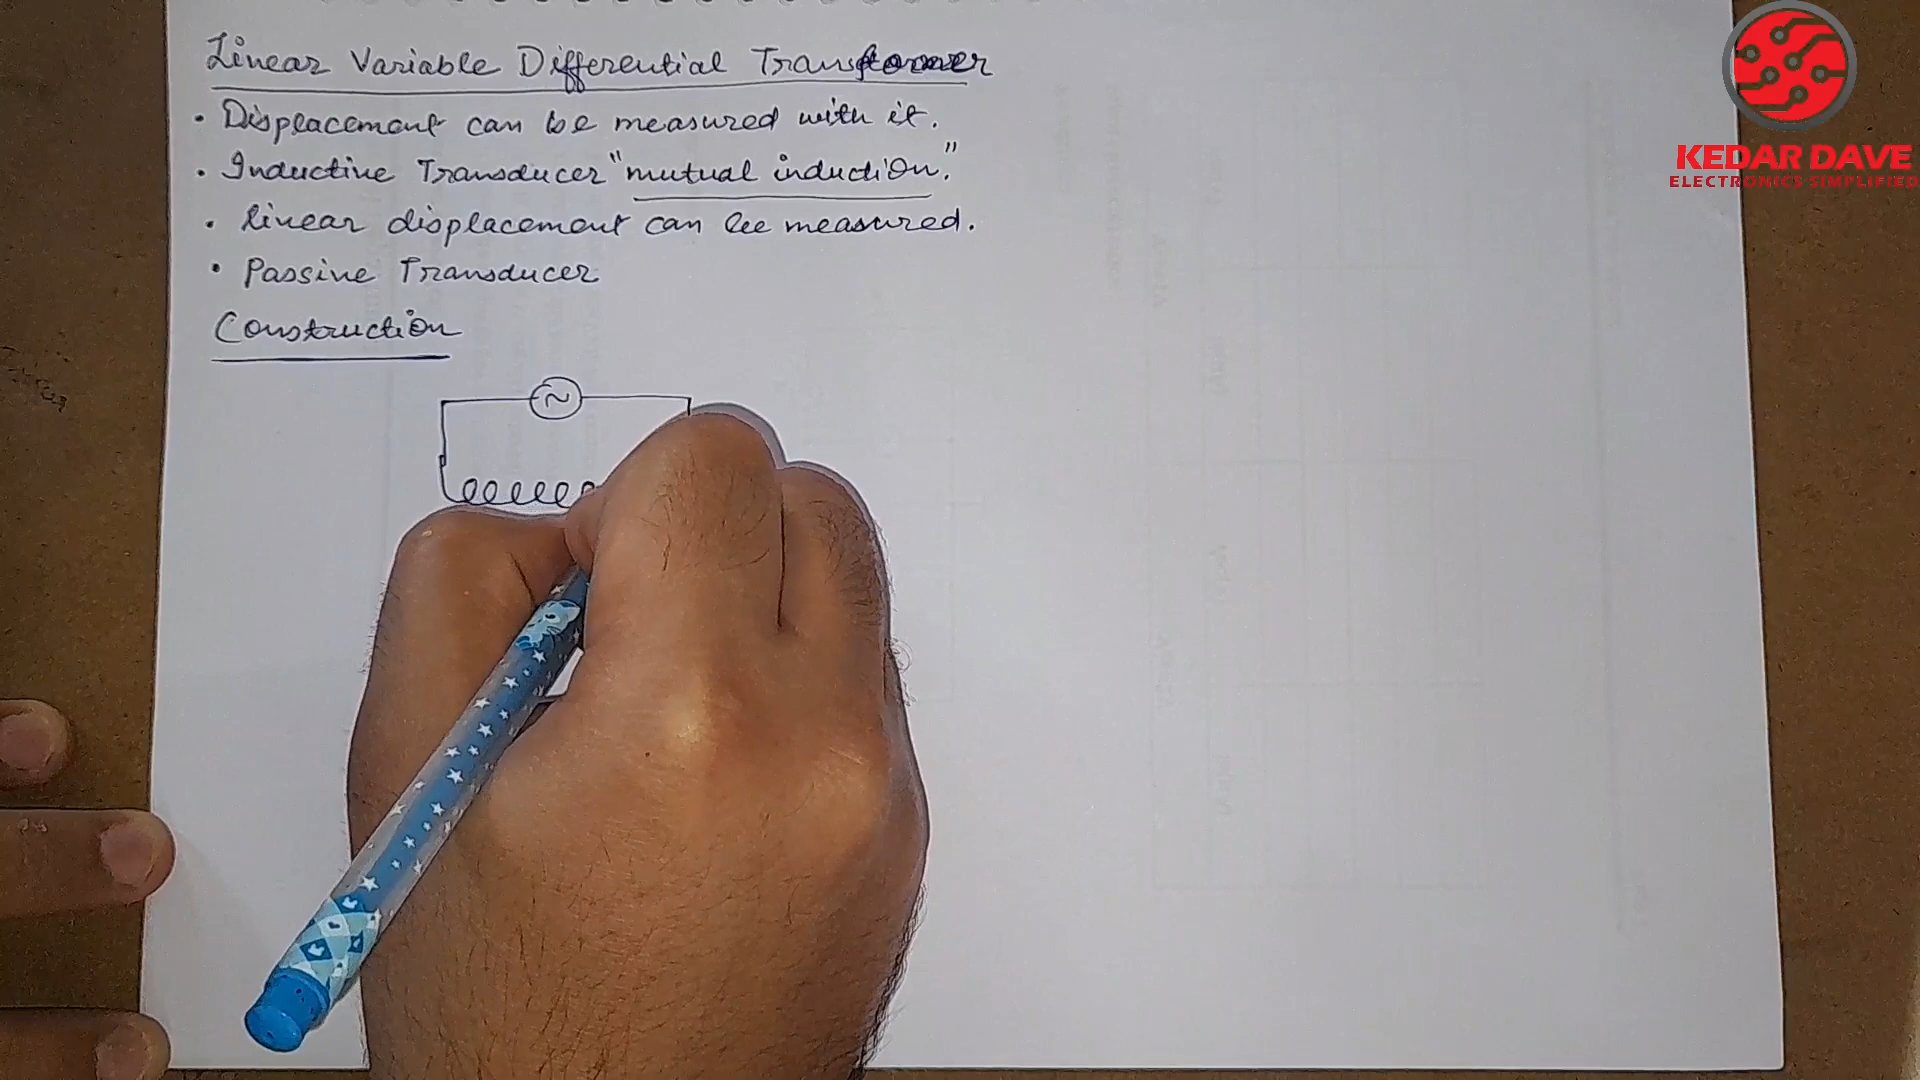 Linear Variable Differential Transformer
• Displacement can be measured with it.
• Inductive Transducer "mutual induction."
• linear displacement can be measured.
• Passive Transducer
Construction
KEDAR DAVE
ELECTRONICS SIMPLIFIED